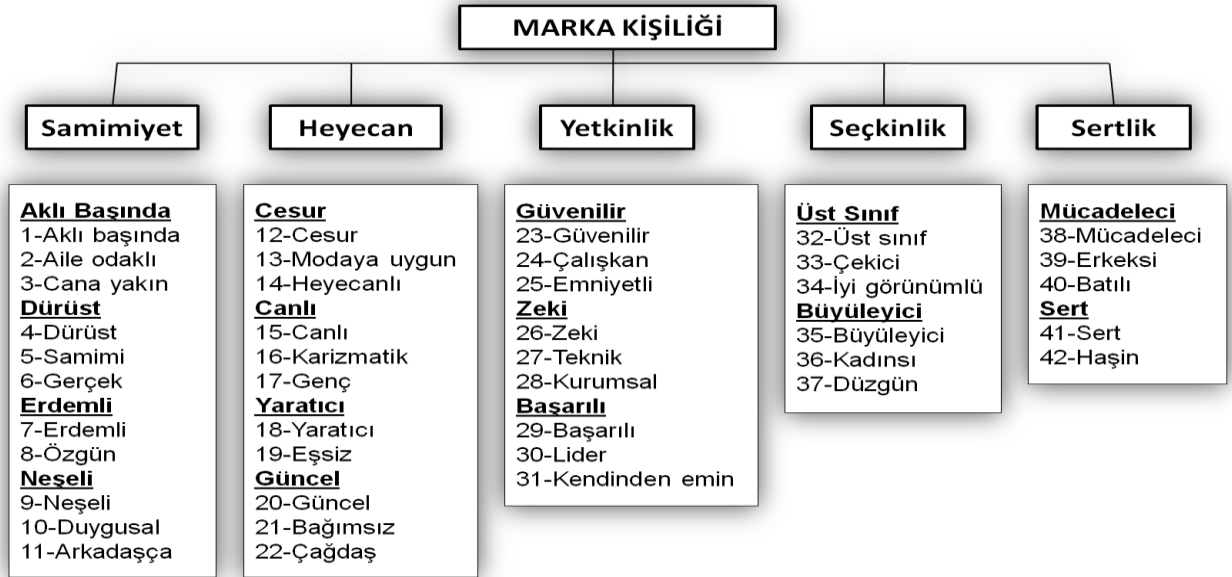 MARKA KİŞİLİĞİ
Samimiyet
Heyecan
Yetkinlik
Seçkinlik
Sertlik
Aklı Başında
1-Aklı başında
2-Aile odaklı
3-Cana yakın
Dürüst
4-Dürüst
5-Samimi
6-Gerçek
Erdemli
7-Erdemli
8-Özgün
Neşeli
9-Neşeli
10-Duygusal
11-Arkadaşça
Cesur
12-Cesur
13-Modaya uygun
14-Heyecanlı
Canlı
15-Canlı
16-Karizmatik
17-Genç
Yaratıcı
18-Yaratıcı
19-Eşsiz
Güncel
20-Güncel
21-Bağımsız
22-Çağdaş
Güvenilir
23-Güvenilir
24-Çalışkan
25-Emniyetli
Zeki
26-Zeki
27-Teknik
28-Kurumsal
Başarılı
29-Başarılı
30-Lider
31-Kendinden emin
Üst Sınıf
32-Üst sınıf
33-Çekici
34-İyi görünümlü
Büyüleyici
35-Büyüleyici
36-Kadınsı
37-Düzgün
Mücadeleci
38-Mücadeleci
39-Erkeksi
40-Batılı
Sert
41-Sert
42-Haşin